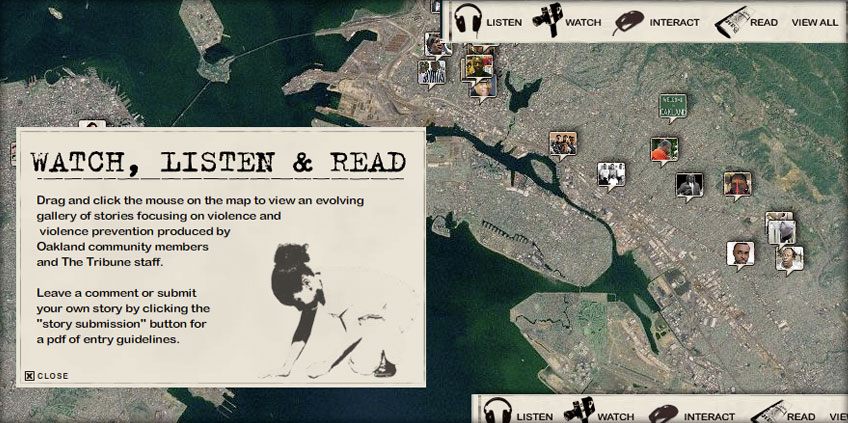 LISTEN WATCH INTERACT READ VIEW ALL
WELCOME
OAKLAND
WATCH, LISTEN & READ
Drag and click the mouse on the map to view an evolving
gallery of stories focusing on violence and
violence prevention produced by
Oakland community members
and The Tribune staff.
Leave a comment or submit
your own story by clicking the
"story submission" button for
a pdf of entry guidelines.
CLOSE
LISTEN WATCH INTERACT READ VIE